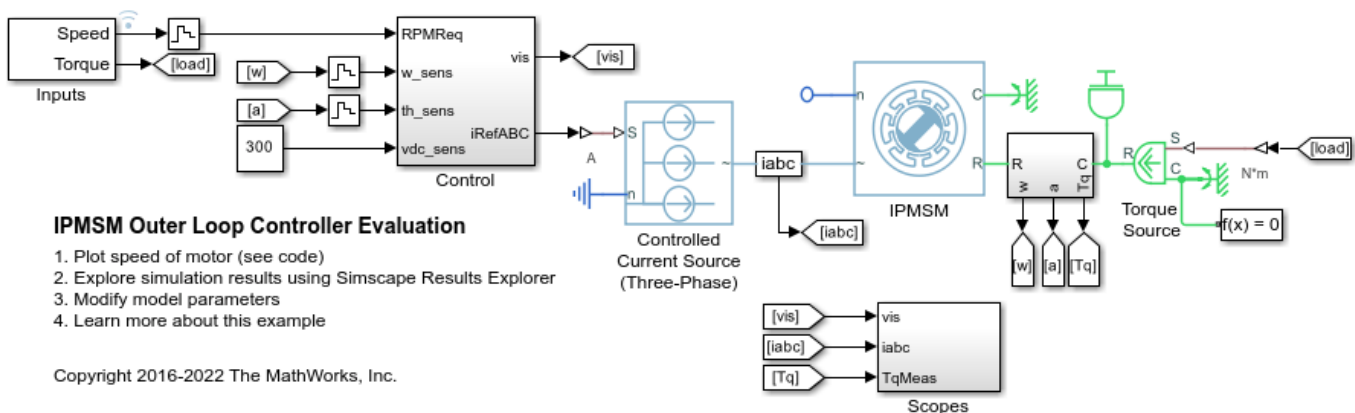 Speed
Torque
Inputs
[load]
[w]
[a]
300
RPMReq
w_sens
th_sens
vdc_sens
vis
iRefABC
Control
[vis]
A
S
n
~
Controlled
Current Source
(Three-Phase)
iabc
[iabc]
n
~
C
R
IPMSM
R
C
w
a
Tq
[w]
[a]
[Tq]
R
S
C
Torque
Source
N*m
[load]
f(x) = 0
IPMSM Outer Loop Controller Evaluation
1. Plot speed of motor (see code)
2. Explore simulation results using Simscape Results Explorer
3. Modify model parameters
4. Learn more about this example
Copyright 2016-2022 The MathWorks, Inc.
[vis]
[iabc]
[Tq]
vis
iabc
TqMeas
Scopes